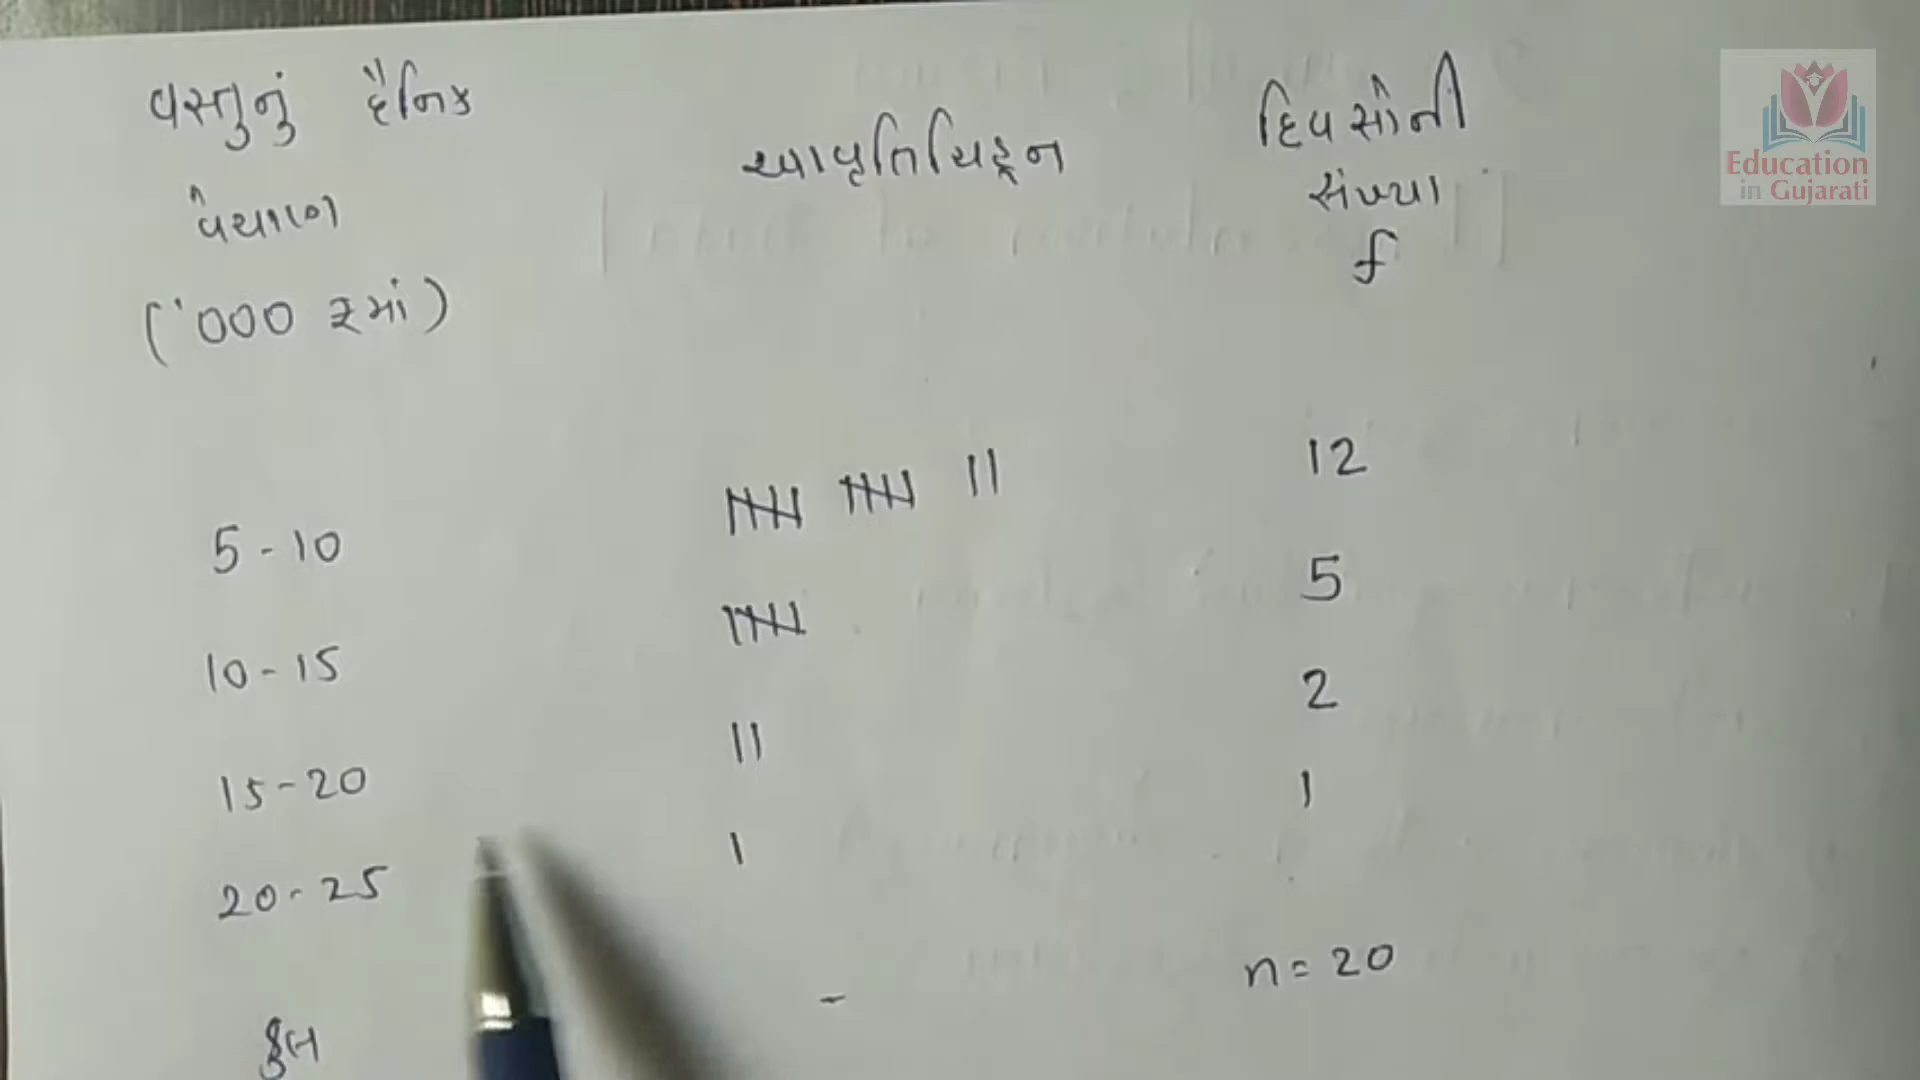 વસ્તુનું દૈનિક
વેચાણ
('000 ₹માં)
આવૃતિચિહ્ન
દિવસોની
સંખ્યા
f
Education
in Gujarati
5 - 10 𝍸 𝍸 || 12
10 - 15 𝍸 5
15 - 20 || 2
20 - 25 | 1
કુલ - n = 20